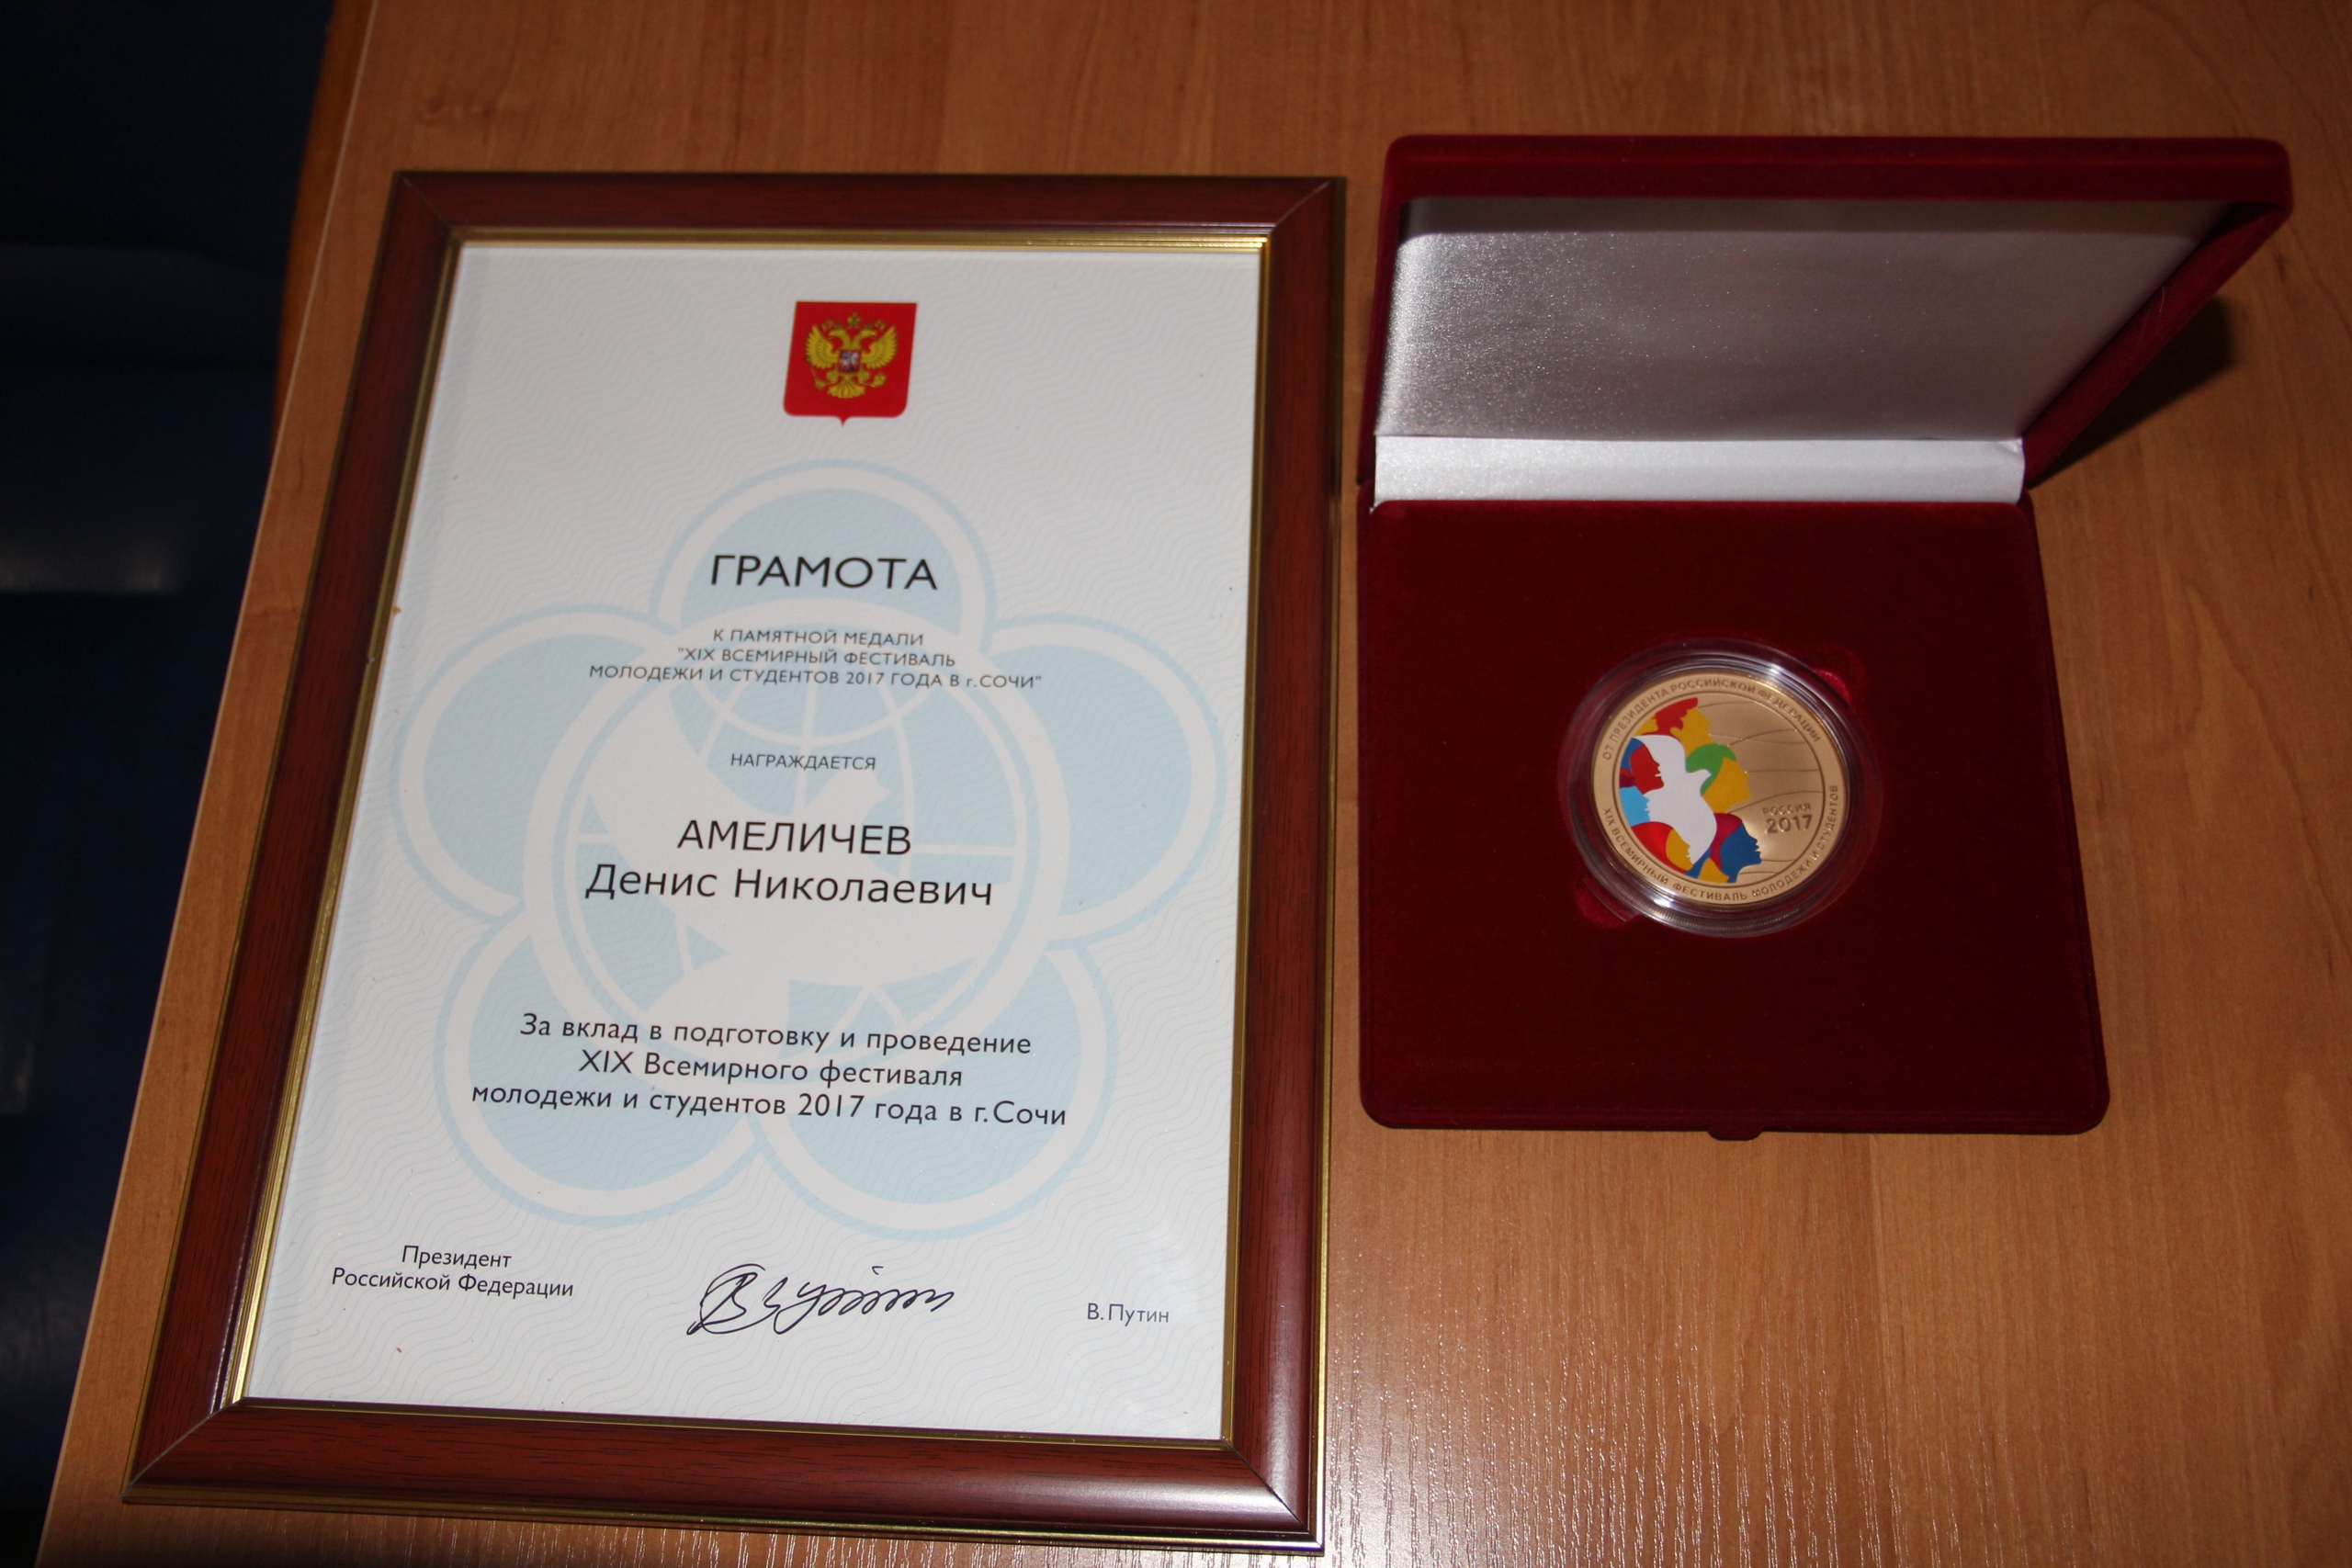 ГРАМОТА
К ПАМЯТНОЙ МЕДАЛИ
"XIX ВСЕМИРНЫЙ ФЕСТИВАЛЬ
МОЛОДЕЖИ И СТУДЕНТОВ 2017 ГОДА В г.СОЧИ"
НАГРАЖДАЕТСЯ
АМЕЛИЧЕВ
Денис Николаевич
За вклад в подготовку и проведение
XIX Всемирного фестиваля
молодежи и студентов 2017 года в г.Сочи
Президент
Российской Федерации
В.Путин
ОТ ПРЕЗИДЕНТА РОССИЙСКОЙ ФЕДЕРАЦИИ
РОССИЯ
2017
XIX ВСЕМИРНЫЙ ФЕСТИВАЛЬ МОЛОДЕЖИ И СТУДЕНТОВ